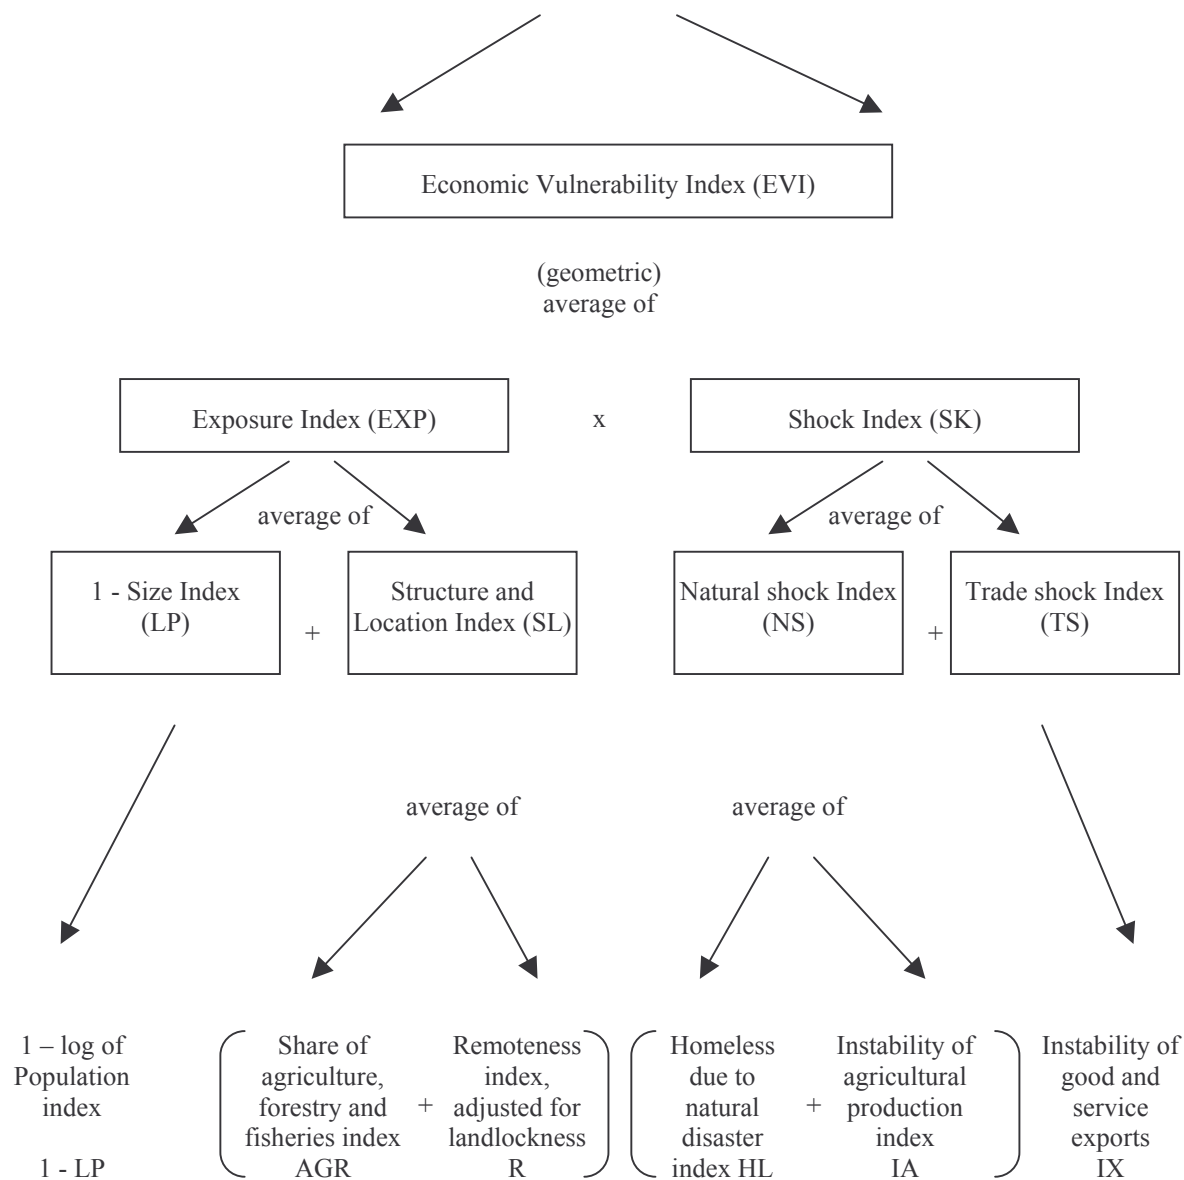 Economic Vulnerability Index (EVI)
(geometric)
average of
Exposure Index (EXP)
x
Shock Index (SK)
average of
average of
1 - Size Index
(LP)
+
Structure and
Location Index (SL)
Natural shock Index
(NS)
+
Trade shock Index
(TS)
average of
average of
1 – log of
Population
index
1 - LP
Share of
agriculture,
forestry and
fisheries index
AGR
+
Remoteness
index,
adjusted for
landlockness
R
Homeless
due to
natural
disaster
index HL
+
Instability of
agricultural
production
index
IA
Instability of
good and
service
exports
IX